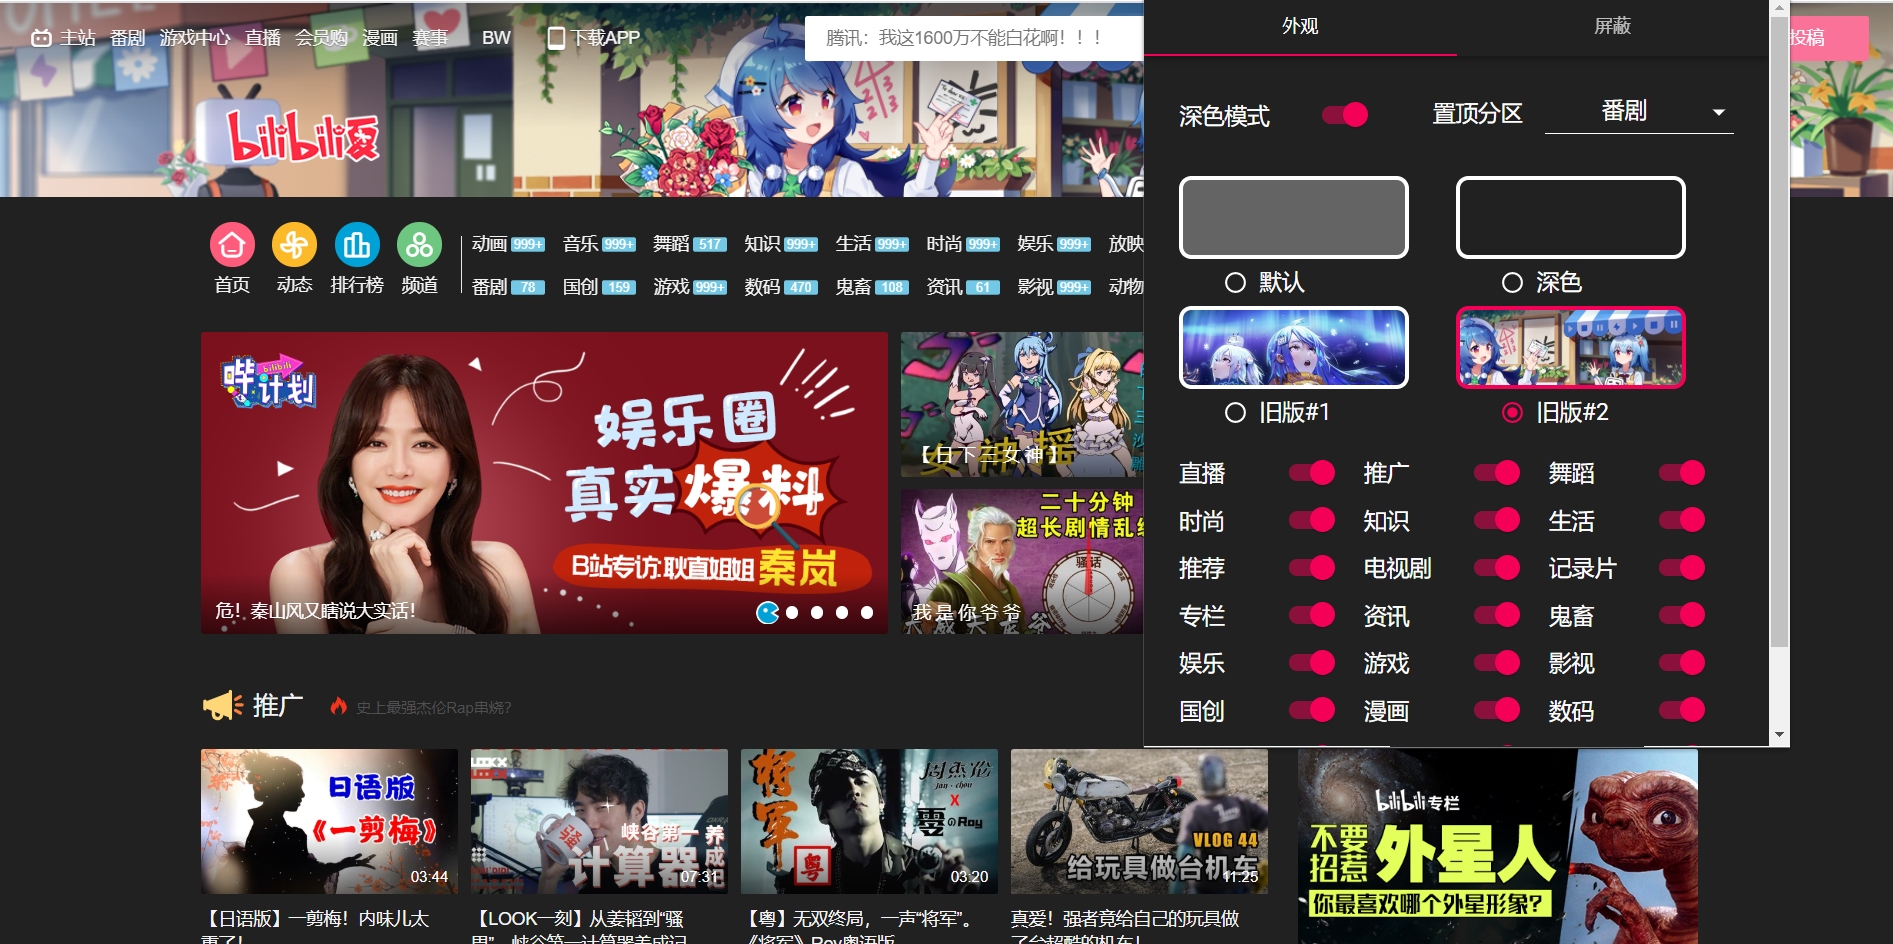 主站 番剧 游戏中心 直播 会员购 漫画 赛事 BW 下载APP
腾讯：我这1600万不能白花啊！！！
投稿
bilibili夏
首页 动态 排行榜 频道
动画 999+ 音乐 999+ 舞蹈 517 知识 999+ 生活 999+ 时尚 999+ 娱乐 999+ 放映
番剧 78 国创 159 游戏 999+ 数码 470 鬼畜 108 资讯 61 影视 999+ 动物
bilibili
哔计划
娱乐圈
真实爆料
B站专访:耿直姐姐秦岚
危！秦山风又瞎说大实话！
【日下三女神】
二十分钟
超长剧情乱
骚话
我是你爷爷
外观 屏蔽
深色模式 置顶分区 番剧
默认 深色
旧版#1 旧版#2
直播 推广 舞蹈
时尚 知识 生活
推荐 电视剧 记录片
专栏 资讯 鬼畜
娱乐 游戏 影视
国创 漫画 数码
推广 史上最强杰伦Rap串烧?
日语版
《一剪梅》
03:44
【日语版】一剪梅！内味儿太
重了！
LOOKX
骚
峡谷第一 养
计算器 成
07:31
【LOOK一刻】从姜韬到“骚
男”，峡谷第一计算器养成记
将军
粤
周杰伦
Jay·chou
X
Roy
03:20
【粤】无双终局，一声“将军”。
《将军》Roy粤语版
VLOG 44
给玩具做台机车
11:25
真爱！强者竟给自己的玩具做
了台超酷的机车！
bilibili专栏
不要
招惹 外星人
你最喜欢哪个外星形象?